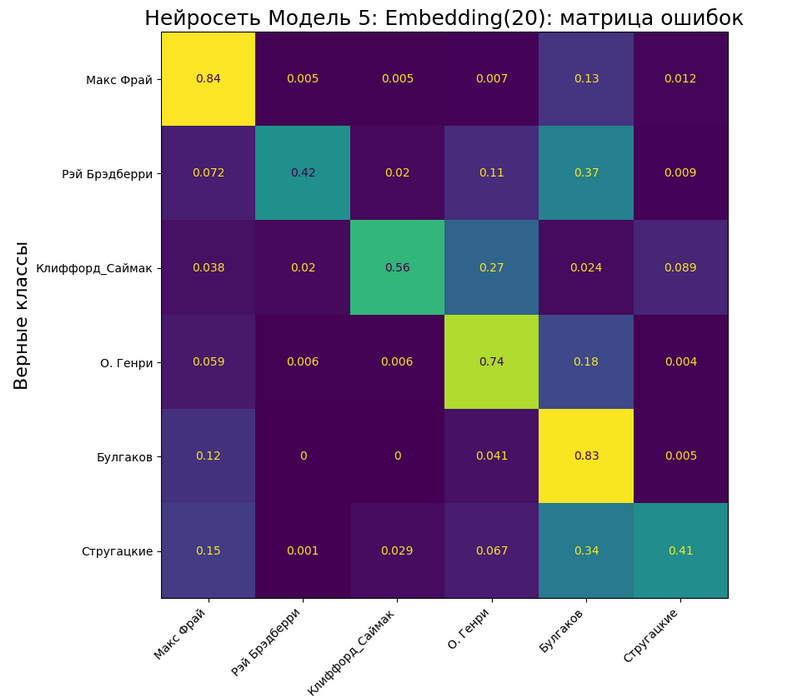 Нейросеть Модель 5: Embedding(20): матрица ошибок
Верные классы
Макс Фрай 0.84 0.005 0.005 0.007 0.13 0.012
Рэй Брэдберри 0.072 0.42 0.02 0.11 0.37 0.009
Клиффорд_Саймак 0.038 0.02 0.56 0.27 0.024 0.089
О. Генри 0.059 0.006 0.006 0.74 0.18 0.004
Булгаков 0.12 0 0 0.041 0.83 0.005
Стругацкие 0.15 0.001 0.029 0.067 0.34 0.41
Макс Фрай Рэй Брэдберри Клиффорд_Саймак О. Генри Булгаков Стругацкие